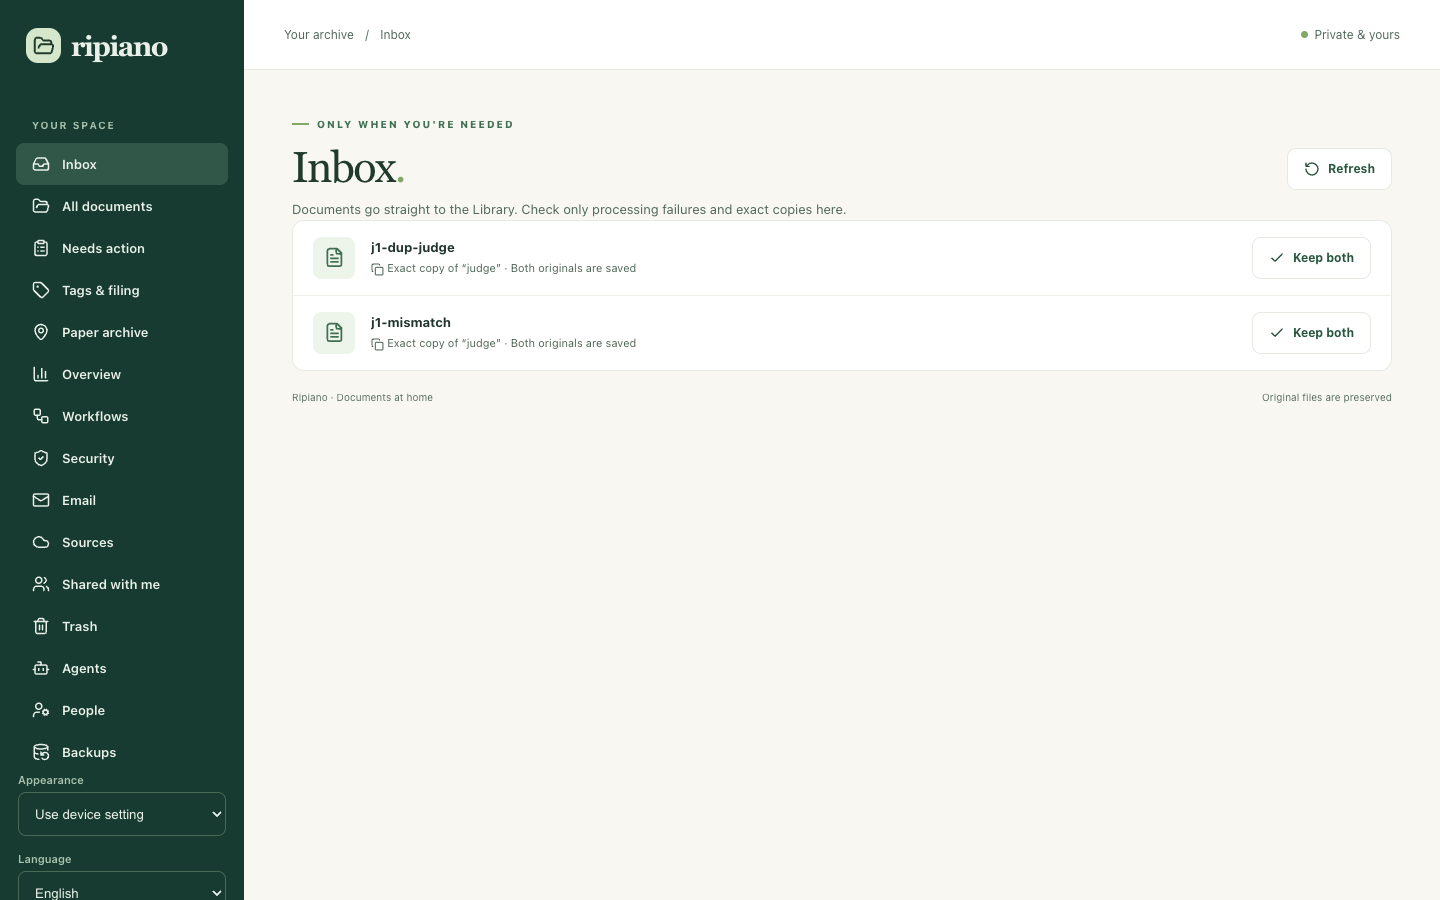 ripiano
Your archive / Inbox
Private & yours
YOUR SPACE
Inbox
All documents
Needs action
Tags & filing
Paper archive
Overview
Workflows
Security
Email
Sources
Shared with me
Trash
Agents
People
Backups
Appearance
Use device setting
Language
English
ONLY WHEN YOU'RE NEEDED
Inbox.
Refresh
Documents go straight to the Library. Check only processing failures and exact copies here.
j1-dup-judge
Exact copy of “judge” · Both originals are saved
Keep both
j1-mismatch
Exact copy of “judge” · Both originals are saved
Keep both
Ripiano · Documents at home
Original files are preserved